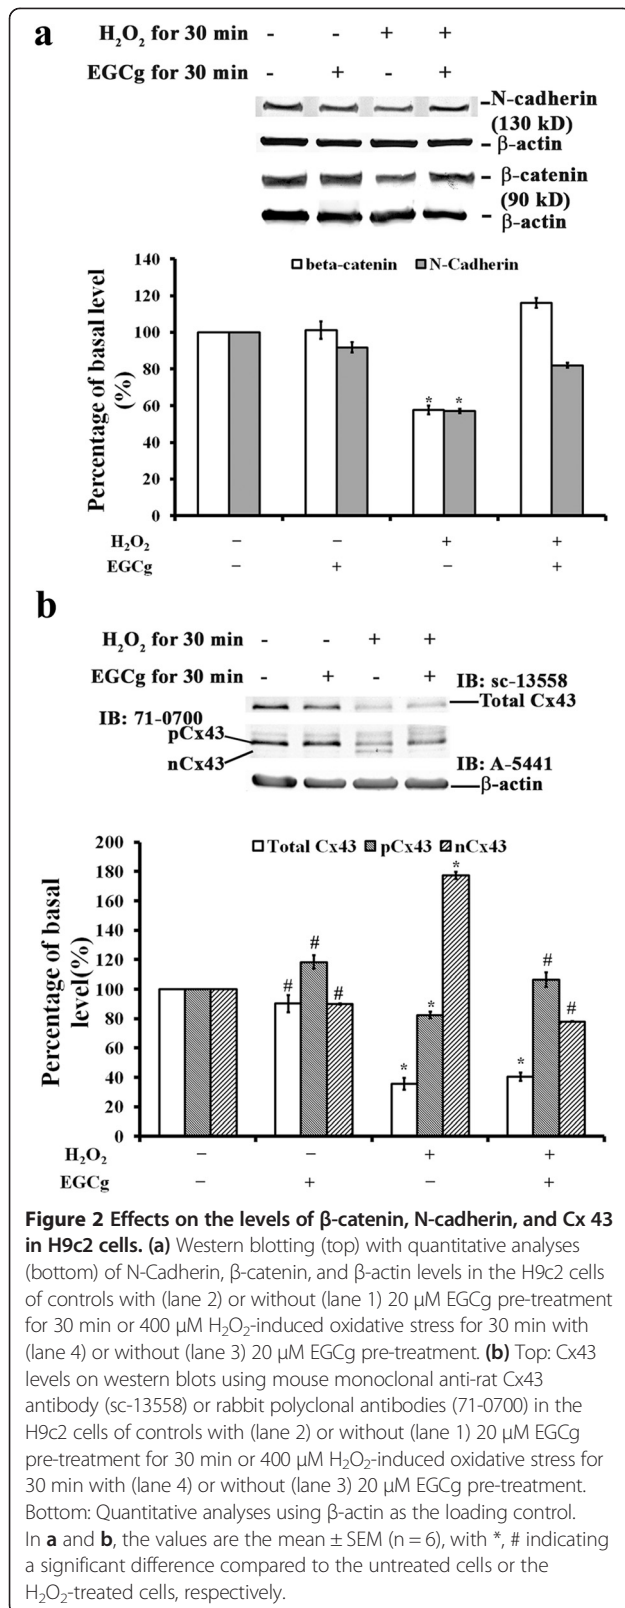 a
H₂O₂ for 30 min - - + +
EGCg for 30 min - + - +
N-cadherin
(130 kD)
β-actin
β-catenin
(90 kD)
β-actin
beta-catenin N-Cadherin
Percentage of basal level
(%)
140
120
100
80
60
40
20
0
* *
H₂O₂ − − + +
EGCg − + − +
b
H₂O₂ for 30 min - - + +
EGCg for 30 min - + - +
IB: sc-13558
Total Cx43
IB: 71-0700
pCx43
nCx43
IB: A-5441
β-actin
Total Cx43 pCx43 nCx43
Percentage of basal
level(%)
200
180
160
140
120
100
80
60
40
20
0
# # # * * * * # #
H₂O₂ − − + +
EGCg − + − +
Figure 2 Effects on the levels of β-catenin, N-cadherin, and Cx 43
in H9c2 cells. (a) Western blotting (top) with quantitative analyses
(bottom) of N-Cadherin, β-catenin, and β-actin levels in the H9c2 cells
of controls with (lane 2) or without (lane 1) 20 μM EGCg pre-treatment
for 30 min or 400 μM H₂O₂-induced oxidative stress for 30 min with
(lane 4) or without (lane 3) 20 μM EGCg pre-treatment. (b) Top: Cx43
levels on western blots using mouse monoclonal anti-rat Cx43
antibody (sc-13558) or rabbit polyclonal antibodies (71-0700) in the
H9c2 cells of controls with (lane 2) or without (lane 1) 20 μM EGCg
pre-treatment for 30 min or 400 μM H₂O₂-induced oxidative stress for
30 min with (lane 4) or without (lane 3) 20 μM EGCg pre-treatment.
Bottom: Quantitative analyses using β-actin as the loading control.
In a and b, the values are the mean ± SEM (n = 6), with *, # indicating
a significant difference compared to the untreated cells or the
H₂O₂-treated cells, respectively.